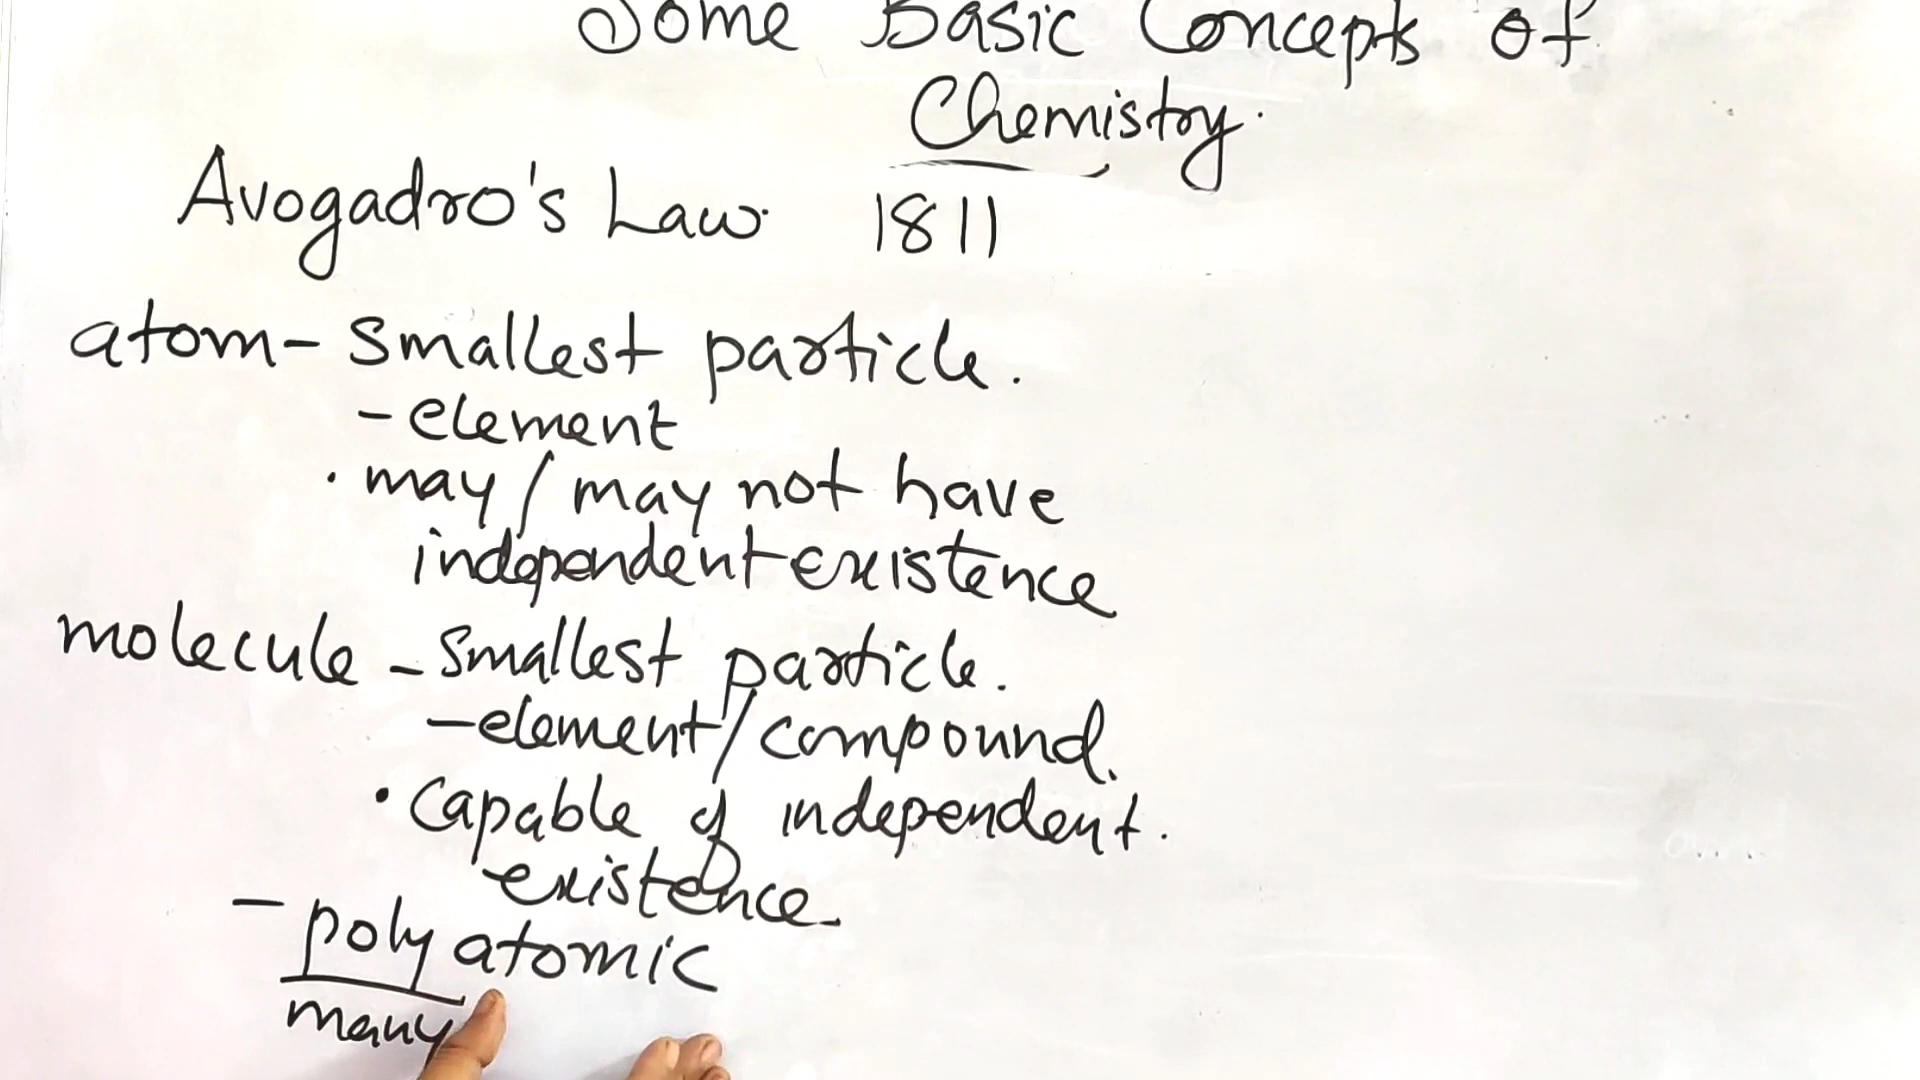 Some Basic Concepts of
Chemistry.
Avogadro's Law. 1811
atom- smallest particle.
- element
· may/may not have
independent existence
molecule - smallest particle.
- element/compound.
· Capable of independent.
existence.
- poly atomic
many